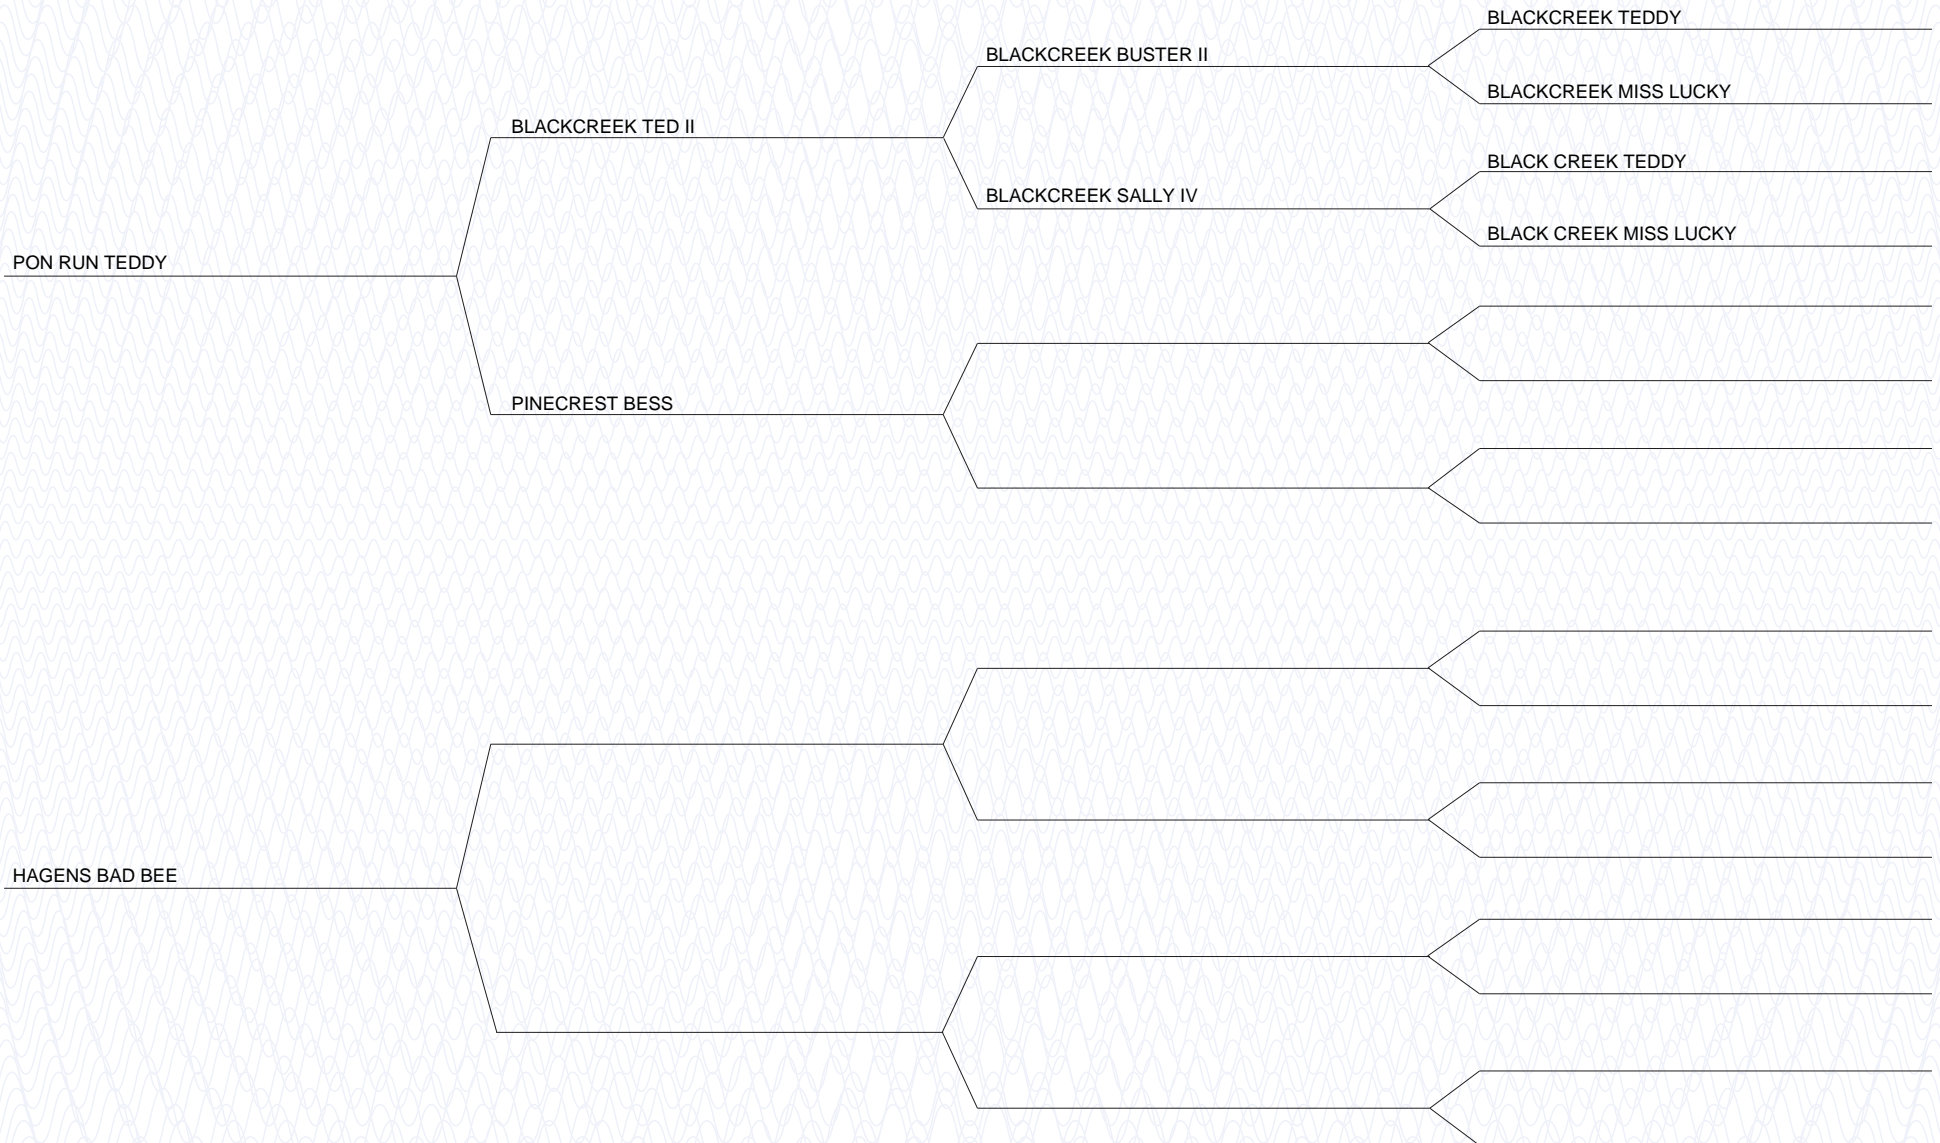 BLACKCREEK TEDDY
BLACKCREEK BUSTER II
BLACKCREEK MISS LUCKY
BLACKCREEK TED II
BLACK CREEK TEDDY
BLACKCREEK SALLY IV
BLACK CREEK MISS LUCKY
PON RUN TEDDY
PINECREST BESS
HAGENS BAD BEE